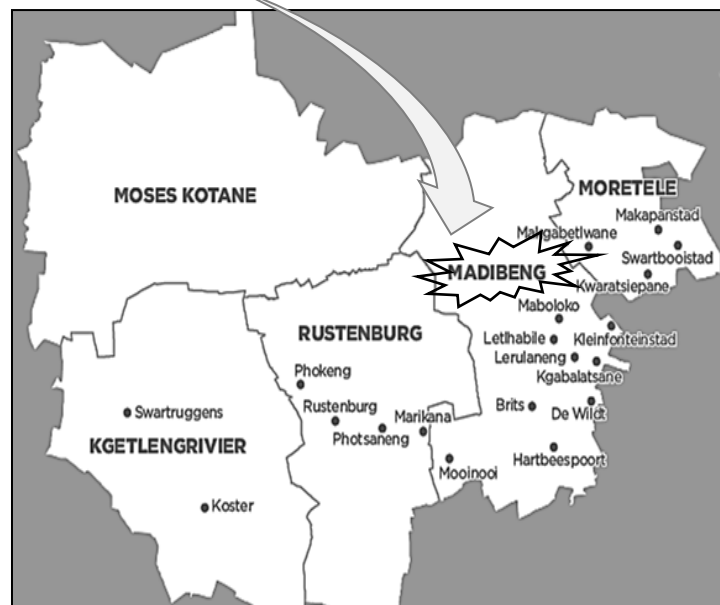 MOSES KOTANE
MORETELE
Makapanstad
Makgabetlwane
Swartbooistad
MADIBENG
Kwaratsiepane
Maboloko
RUSTENBURG
Letlhabile
Kleinfonteinstad
Lerulaneng
Kgabalatsane
Phokeng
Brits
De Wildt
Swartruggens
Rustenburg
Marikana
Photsaneng
KGETLENGRIVIER
Hartbeespoort
Mooinooi
Koster